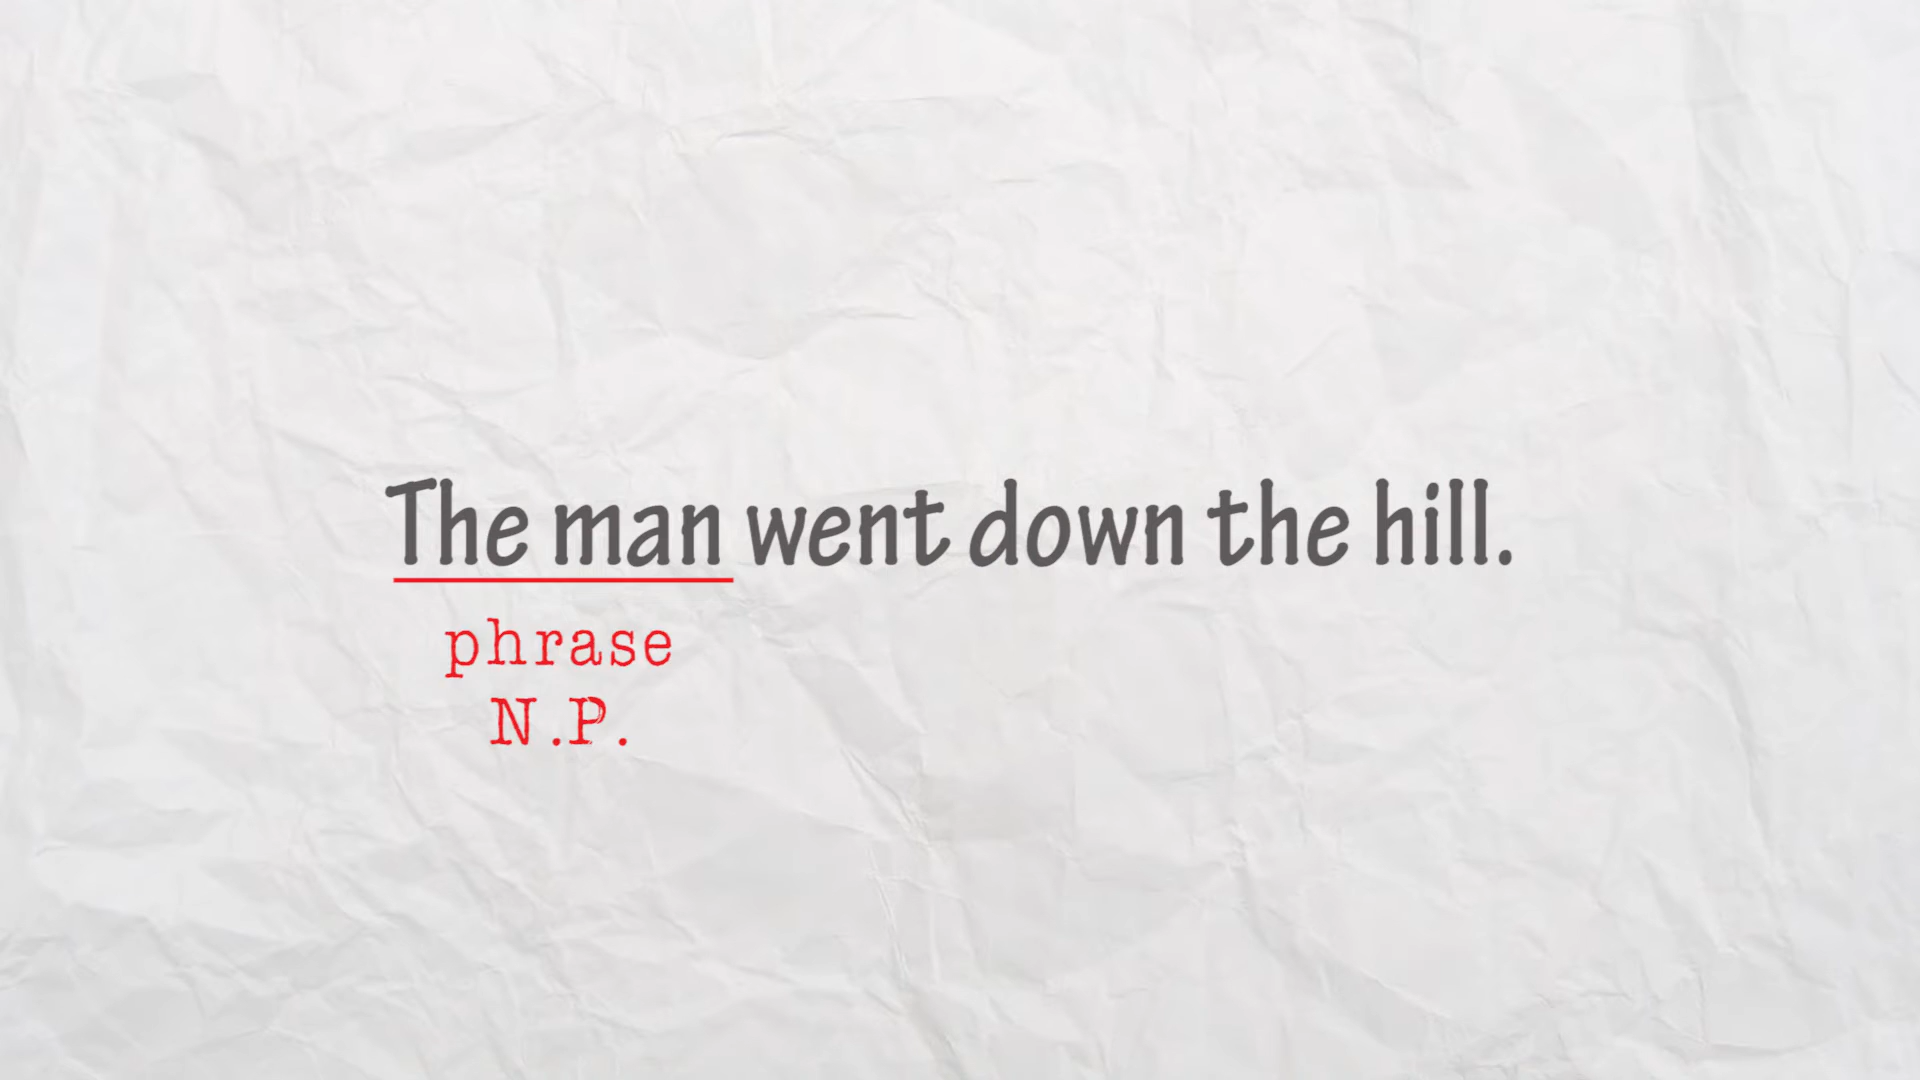 The man went down the hill.
phrase
N.P.